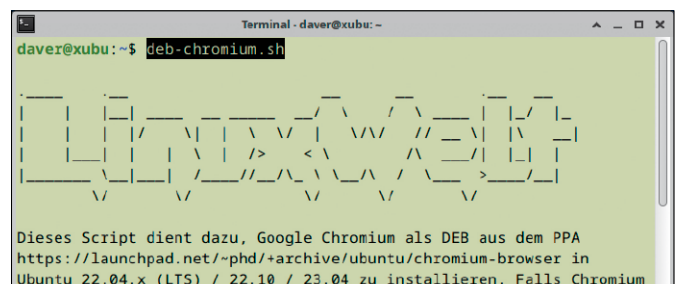 Terminal - daver@xubu: ~
daver@xubu:~$ deb-chromium.sh
LinuxWelt
Dieses Script dient dazu, Google Chromium als DEB aus dem PPA
https://launchpad.net/~phd/+archive/ubuntu/chromium-browser in
Ubuntu 22.04.x (LTS) / 22.10 / 23.04 zu installieren. Falls Chromium